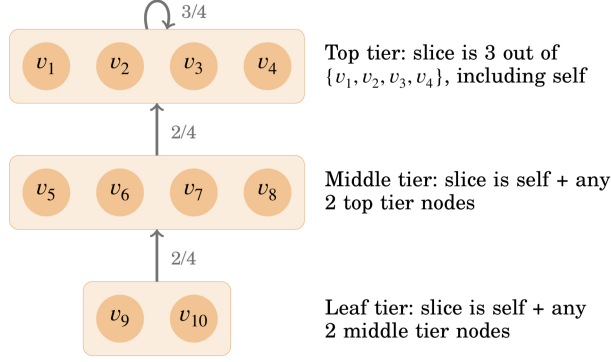 3/4
v₁ v₂ v₃ v₄
Top tier: slice is 3 out of
{v₁, v₂, v₃, v₄}, including self
2/4
v₅ v₆ v₇ v₈
Middle tier: slice is self + any
2 top tier nodes
2/4
v₉ v₁₀
Leaf tier: slice is self + any
2 middle tier nodes